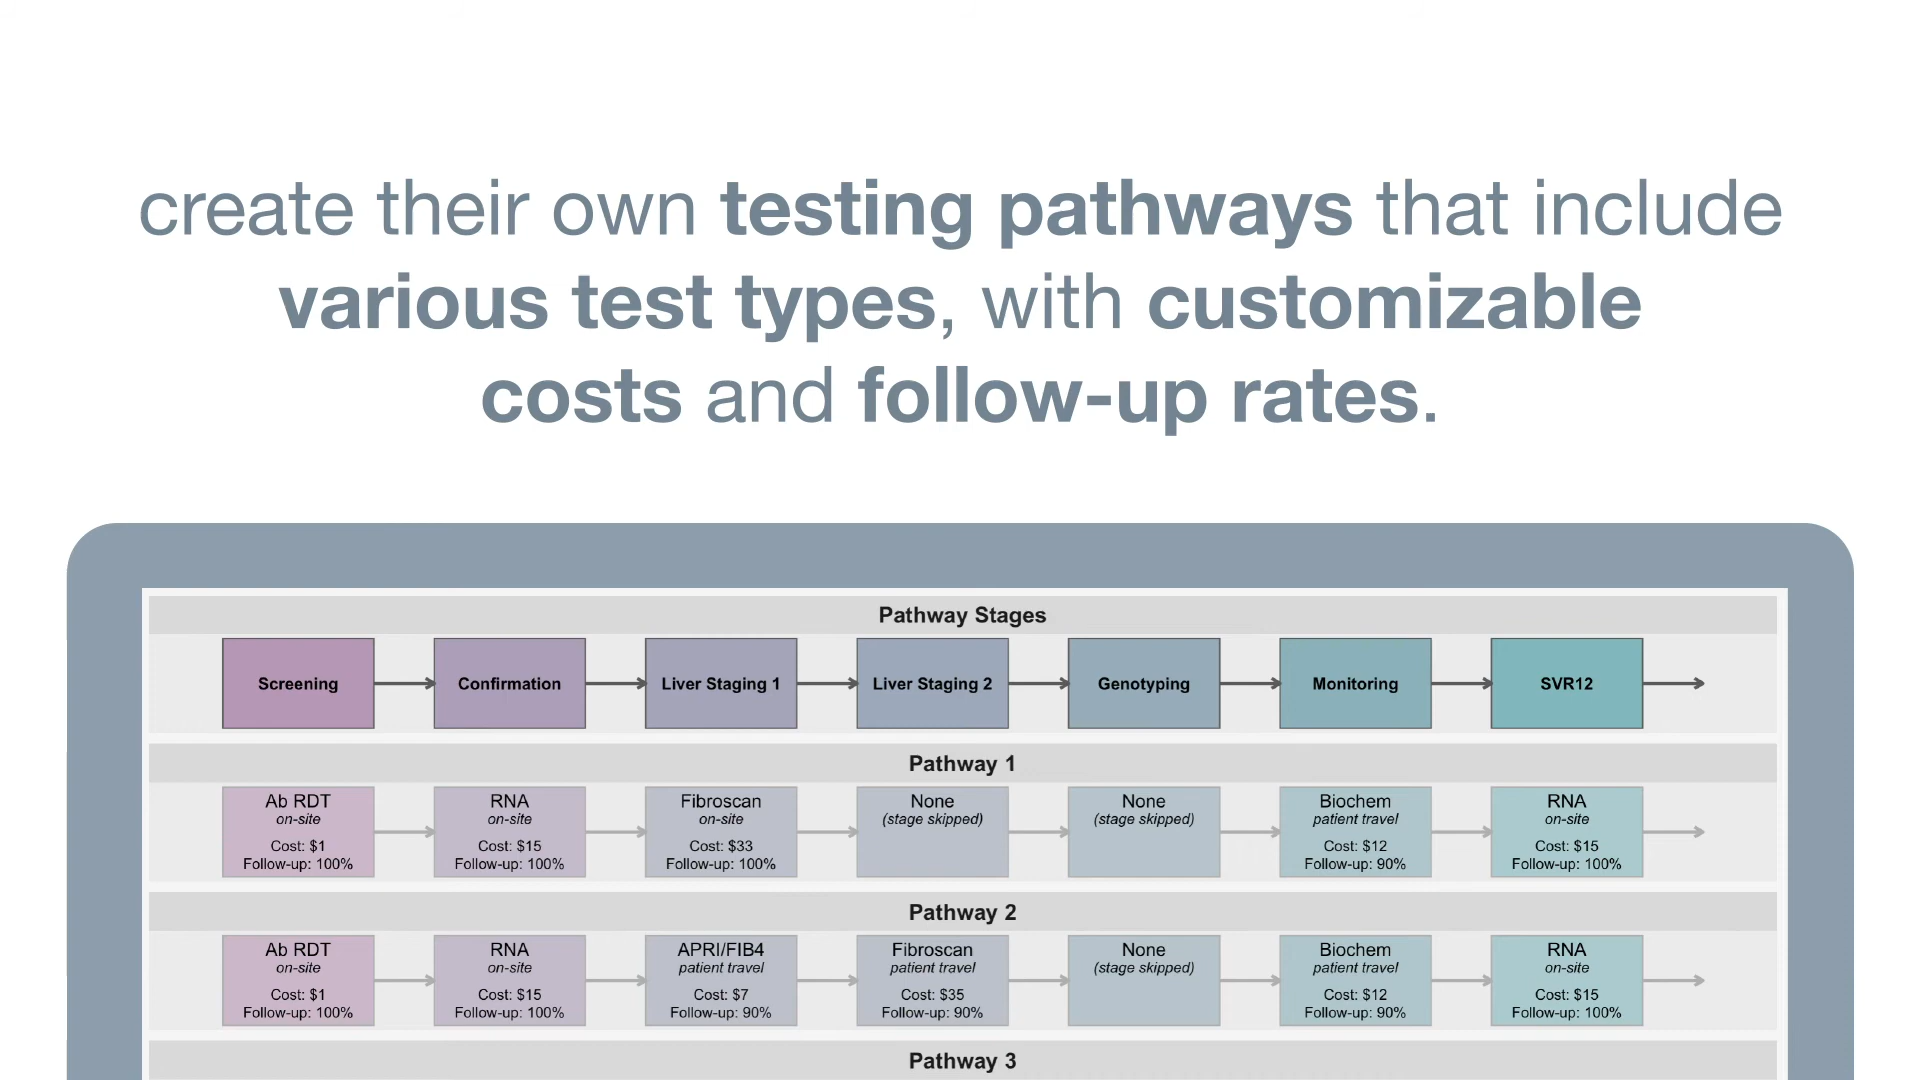 create their own testing pathways that include
various test types, with customizable
costs and follow-up rates.
Pathway Stages
Screening
Confirmation
Liver Staging 1
Liver Staging 2
Genotyping
Monitoring
SVR12
Pathway 1
Ab RDT
on-site
Cost: $1
Follow-up: 100%
RNA
on-site
Cost: $15
Follow-up: 100%
Fibroscan
on-site
Cost: $33
Follow-up: 100%
None
(stage skipped)
None
(stage skipped)
Biochem
patient travel
Cost: $12
Follow-up: 90%
RNA
on-site
Cost: $15
Follow-up: 100%
Pathway 2
Ab RDT
on-site
Cost: $1
Follow-up: 100%
RNA
on-site
Cost: $15
Follow-up: 100%
APRI/FIB4
patient travel
Cost: $7
Follow-up: 90%
Fibroscan
patient travel
Cost: $35
Follow-up: 90%
None
(stage skipped)
Biochem
patient travel
Cost: $12
Follow-up: 90%
RNA
on-site
Cost: $15
Follow-up: 100%
Pathway 3